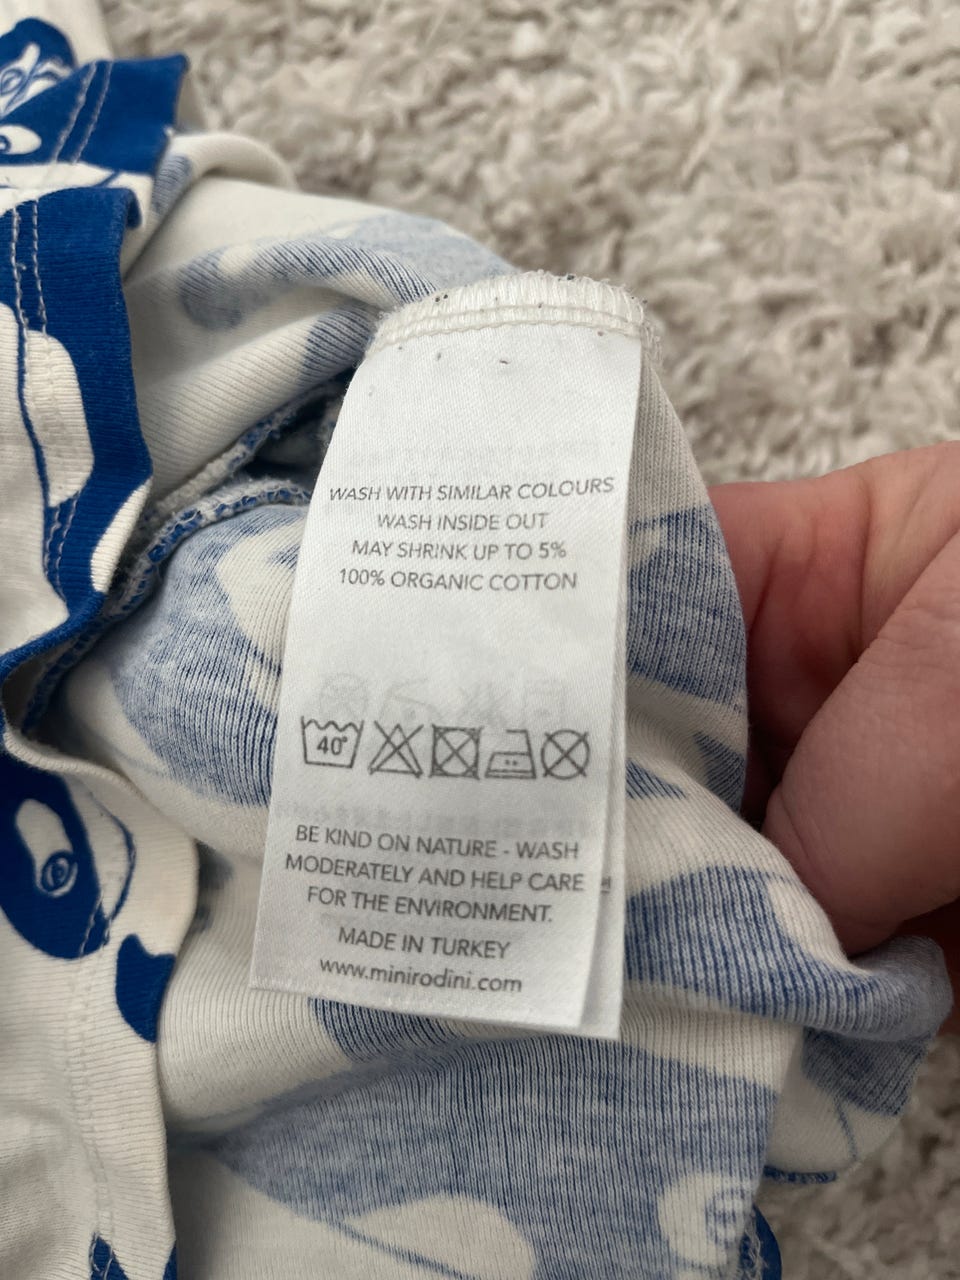 WASH WITH SIMILAR COLOURS
WASH INSIDE OUT
MAY SHRINK UP TO 5%
100% ORGANIC COTTON
40°
BE KIND ON NATURE - WASH
MODERATELY AND HELP CARE
FOR THE ENVIRONMENT.
MADE IN TURKEY
www.minirodini.com